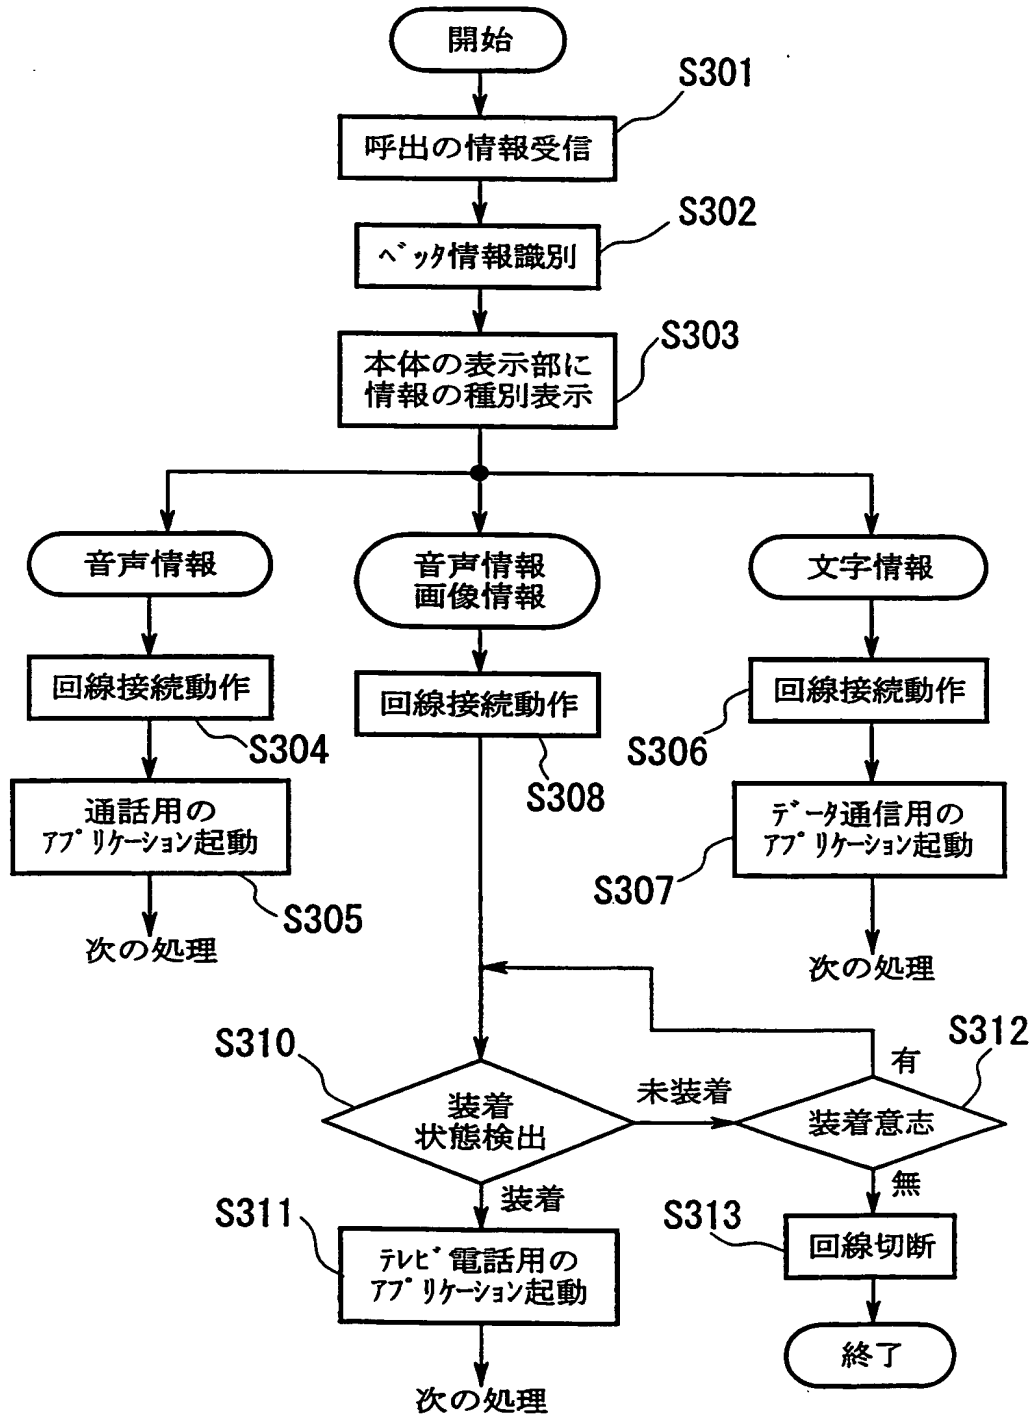 開始
S301
呼出の情報受信
S302
ベッタ情報識別
S303
本体の表示部に
情報の種別表示
音声情報
音声情報
画像情報
文字情報
回線接続動作
S304
回線接続動作
S308
回線接続動作
S306
通話用の
アプリケーション起動
S305
データ通信用の
アプリケーション起動
S307
次の処理
次の処理
S310
装着
状態検出
未装着
有
S312
装着意志
無
装着
S311
テレビ電話用の
アプリケーション起動
S313
回線切断
次の処理
終了